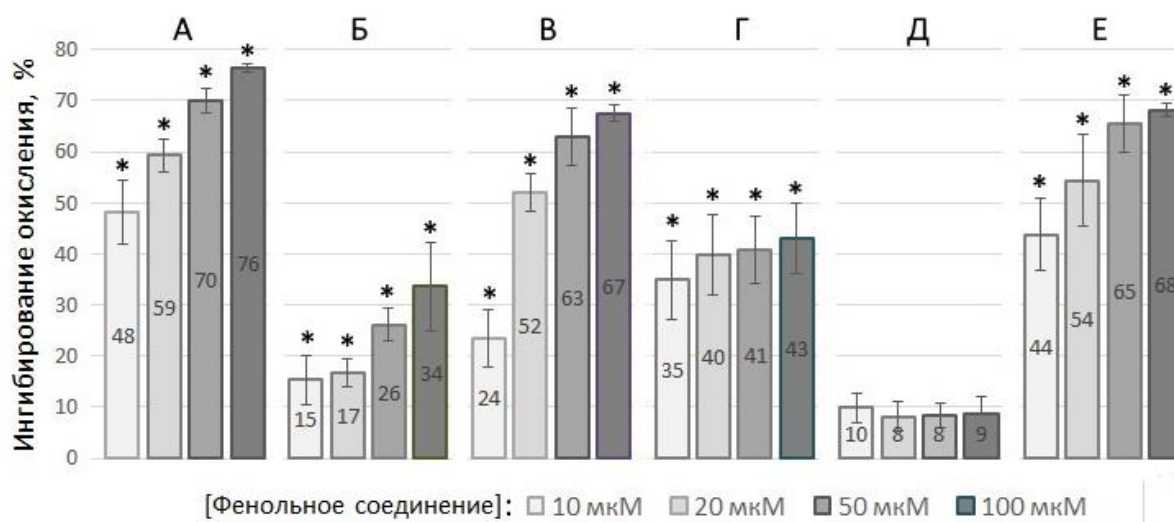 А Б В Г Д Е
* * * * * * * * * * * * * * * * * * * *
Ингибирование окисления, %
80
70
60
50
40
30
20
10
0
48 59 70 76 15 17 26 34 24 52 63 67 35 40 41 43 10 8 8 9 44 54 65 68
[Фенольное соединение]: 10 мкМ 20 мкМ 50 мкМ 100 мкМ